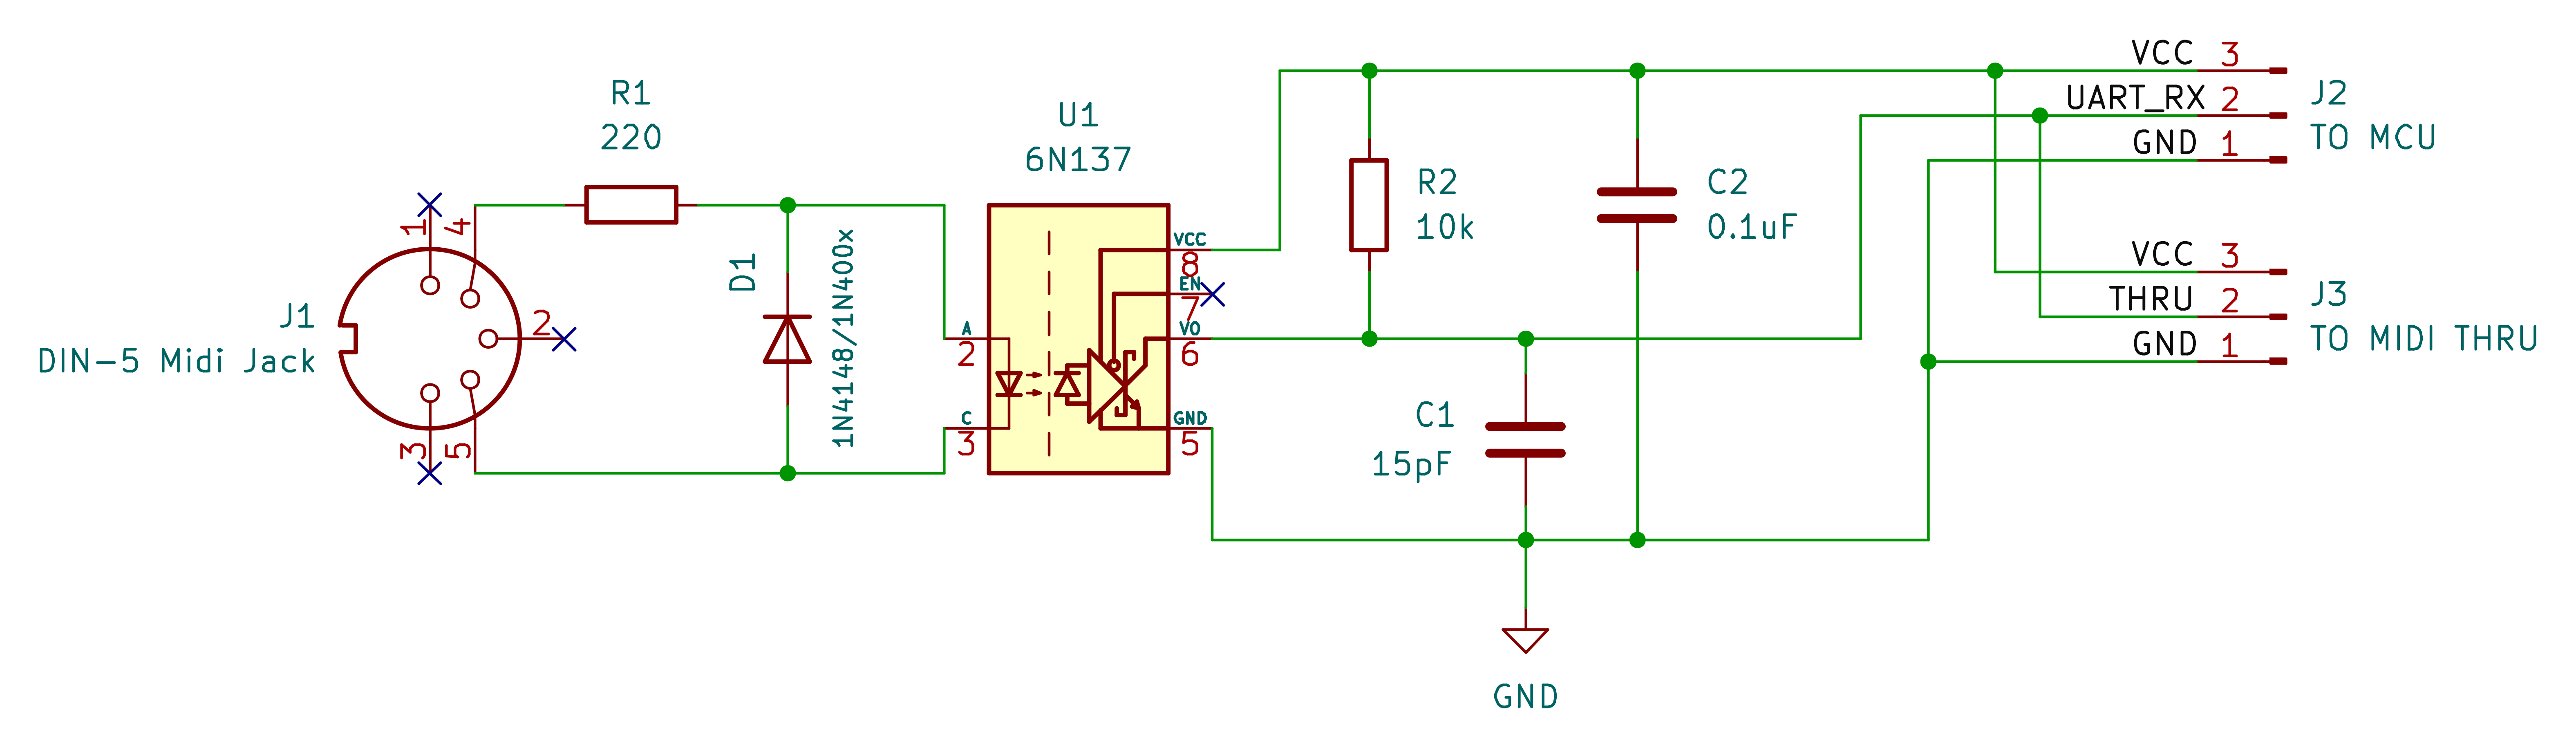 R1
220
J1
DIN-5 Midi Jack
1
4
2
3
5
D1
1N4148/1N400x
U1
6N137
A
2
C
3
VCC
8
EN
7
VO
6
GND
5
R2
10k
C2
0.1uF
C1
15pF
GND
VCC 3
UART_RX 2
GND 1
J2
TO MCU
VCC 3
THRU 2
GND 1
J3
TO MIDI THRU